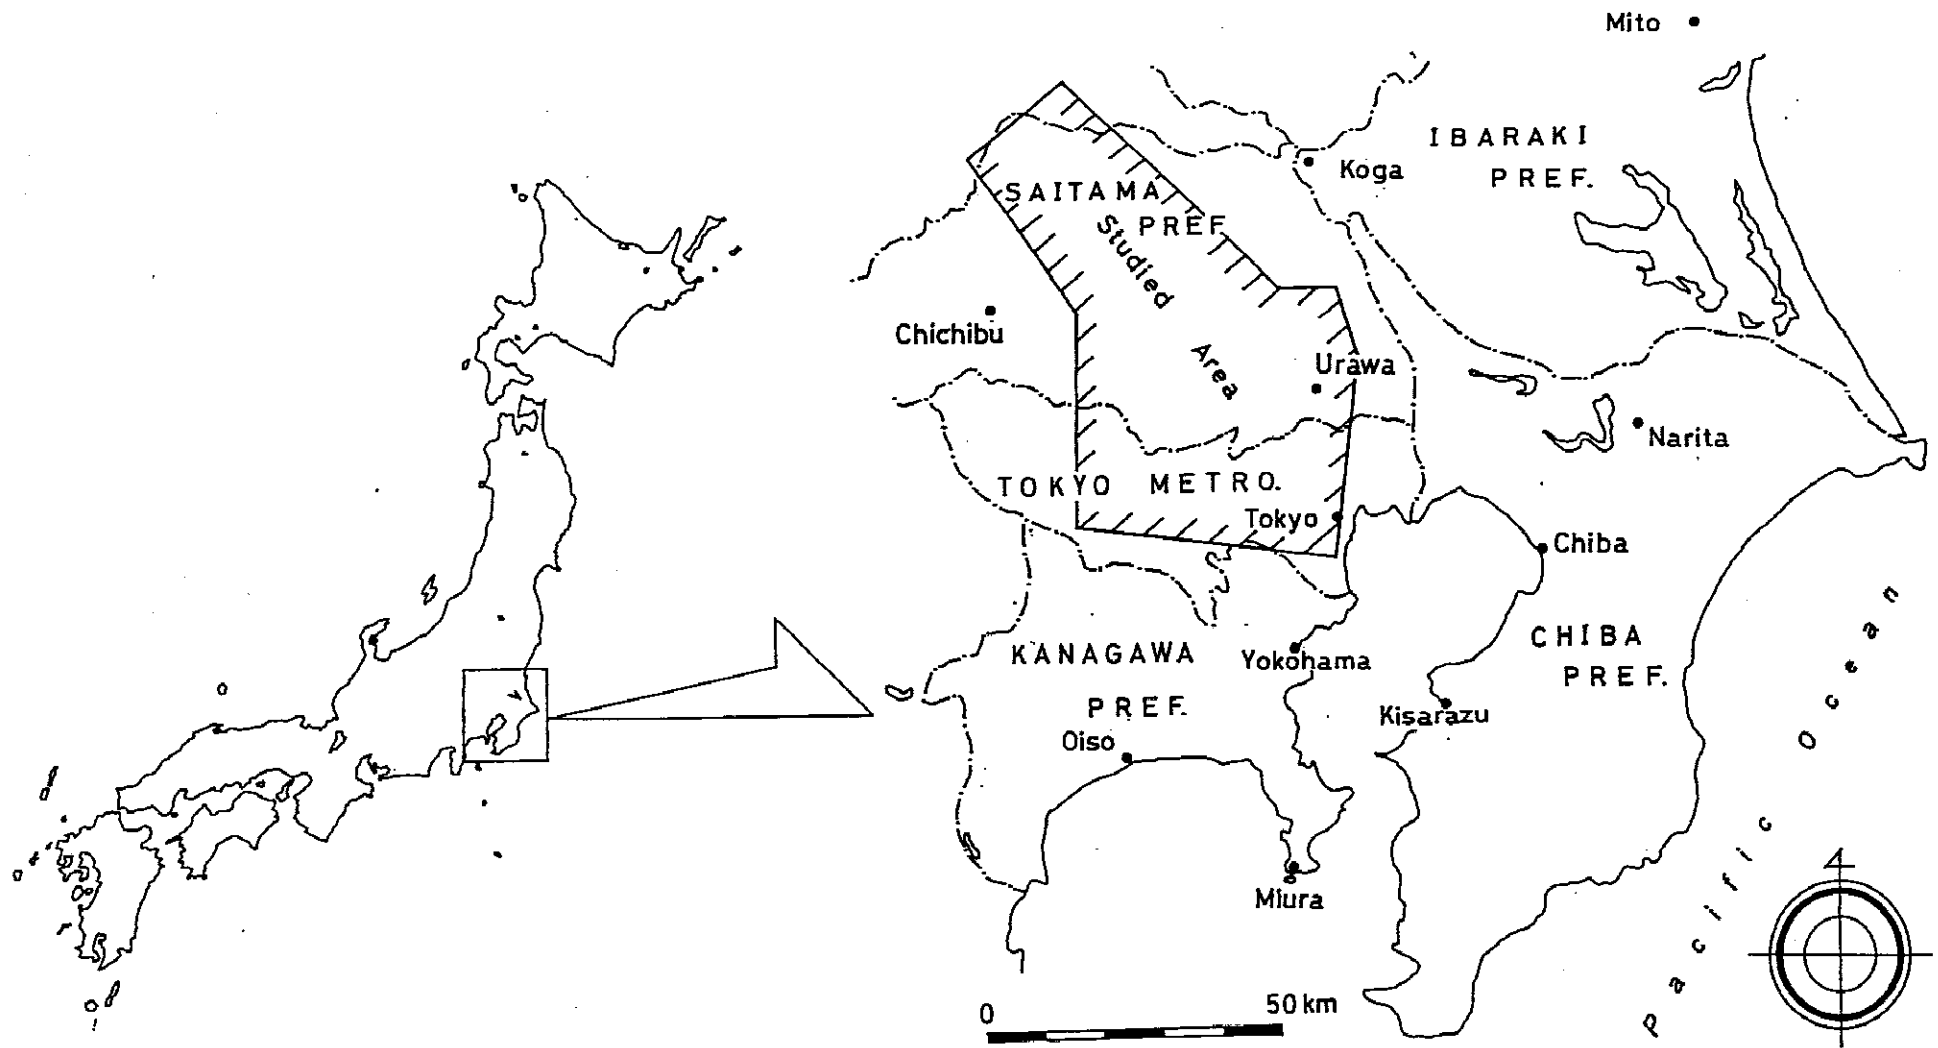 Mito
IBARAKI
PREF.
Koga
SAITAMA
PREF.
Studied
Area
Chichibu
Urawa
Narita
TOKYO METRO.
Tokyo
Chiba
CHIBA
PREF.
KANAGAWA
PREF.
Yokohama
Kisarazu
Oiso
Miura
Pacific Ocean
0 50 km